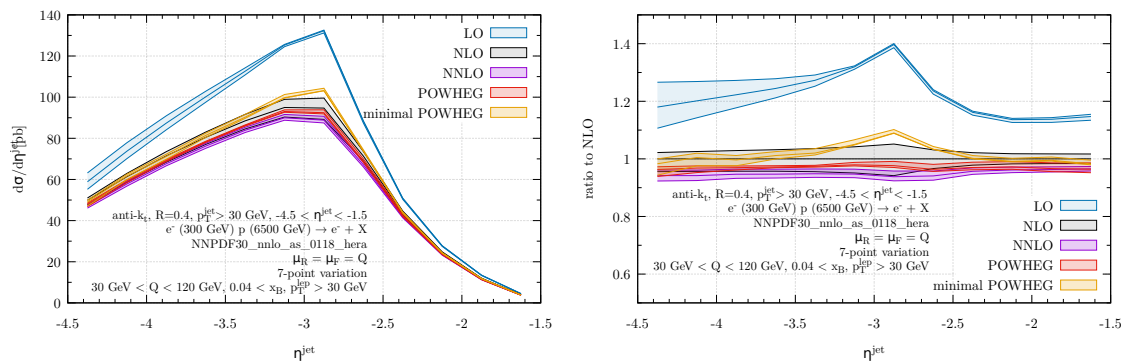 140
120
100
80
60
40
20
0
dσ/dη^jet [pb]
LO
NLO
NNLO
POWHEG
minimal POWHEG
anti-k_t, R=0.4, p_T^jet > 30 GeV, -4.5 < η^jet < -1.5
e⁻ (300 GeV) p (6500 GeV) → e⁻ + X
NNPDF30_nnlo_as_0118_hera
μ_R = μ_F = Q
7-point variation
30 GeV < Q < 120 GeV, 0.04 < x_B, p_T^lep > 30 GeV
-4.5 -4 -3.5 -3 -2.5 -2 -1.5
η^jet
1.4
1.2
1
0.8
0.6
ratio to NLO
anti-k_t, R=0.4, p_T^jet > 30 GeV, -4.5 < η^jet < -1.5
e⁻ (300 GeV) p (6500 GeV) → e⁻ + X
NNPDF30_nnlo_as_0118_hera
μ_R = μ_F = Q
7-point variation
30 GeV < Q < 120 GeV, 0.04 < x_B, p_T^lep > 30 GeV
LO
NLO
NNLO
POWHEG
minimal POWHEG
-4.5 -4 -3.5 -3 -2.5 -2 -1.5
η^jet